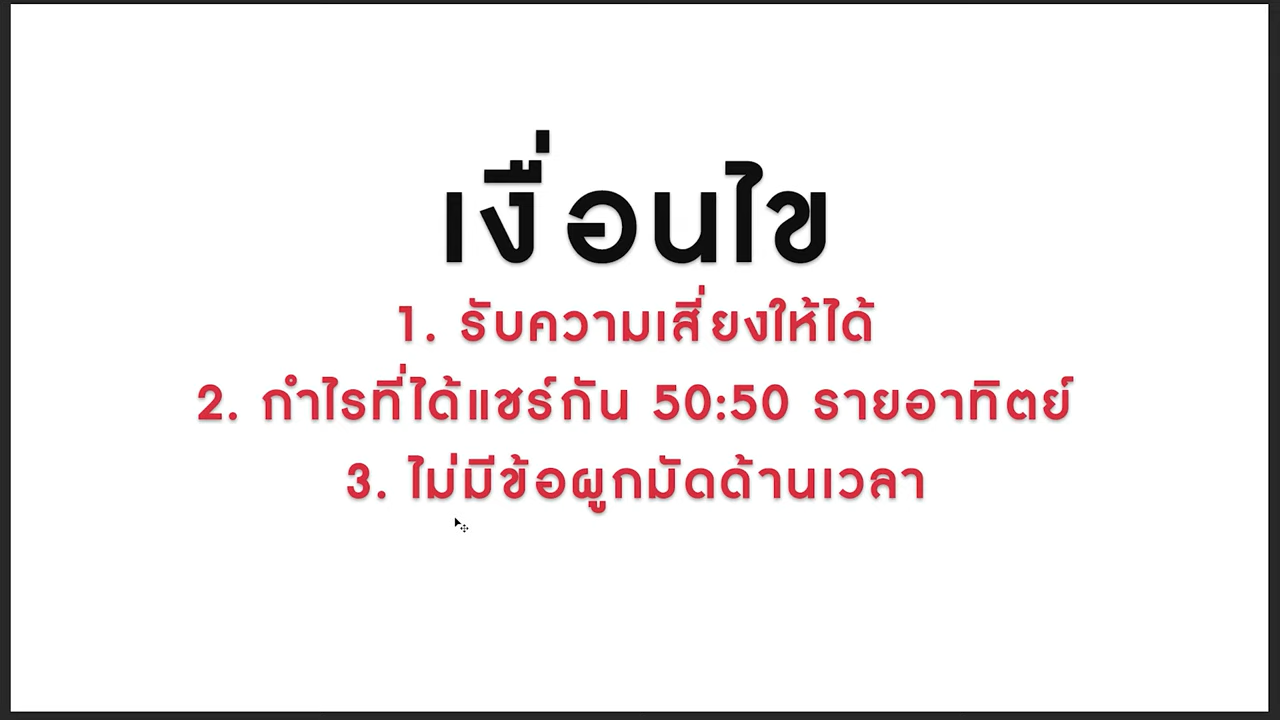 เงื่อนไข
1. รับความเสี่ยงให้ได้
2. กำไรที่ได้แชร์กัน 50:50 รายอาทิตย์
3. ไม่มีข้อผูกมัดด้านเวลา